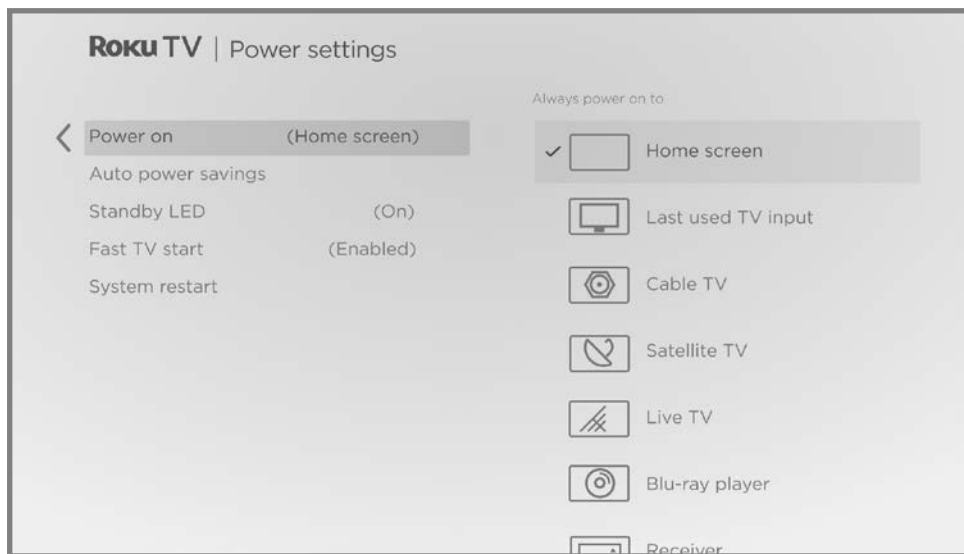 Roku TV | Power settings
Always power on to
Power on (Home screen)
Auto power savings
Standby LED (On)
Fast TV start (Enabled)
System restart
Home screen
Last used TV input
Cable TV
Satellite TV
Live TV
Blu-ray player
Receiver